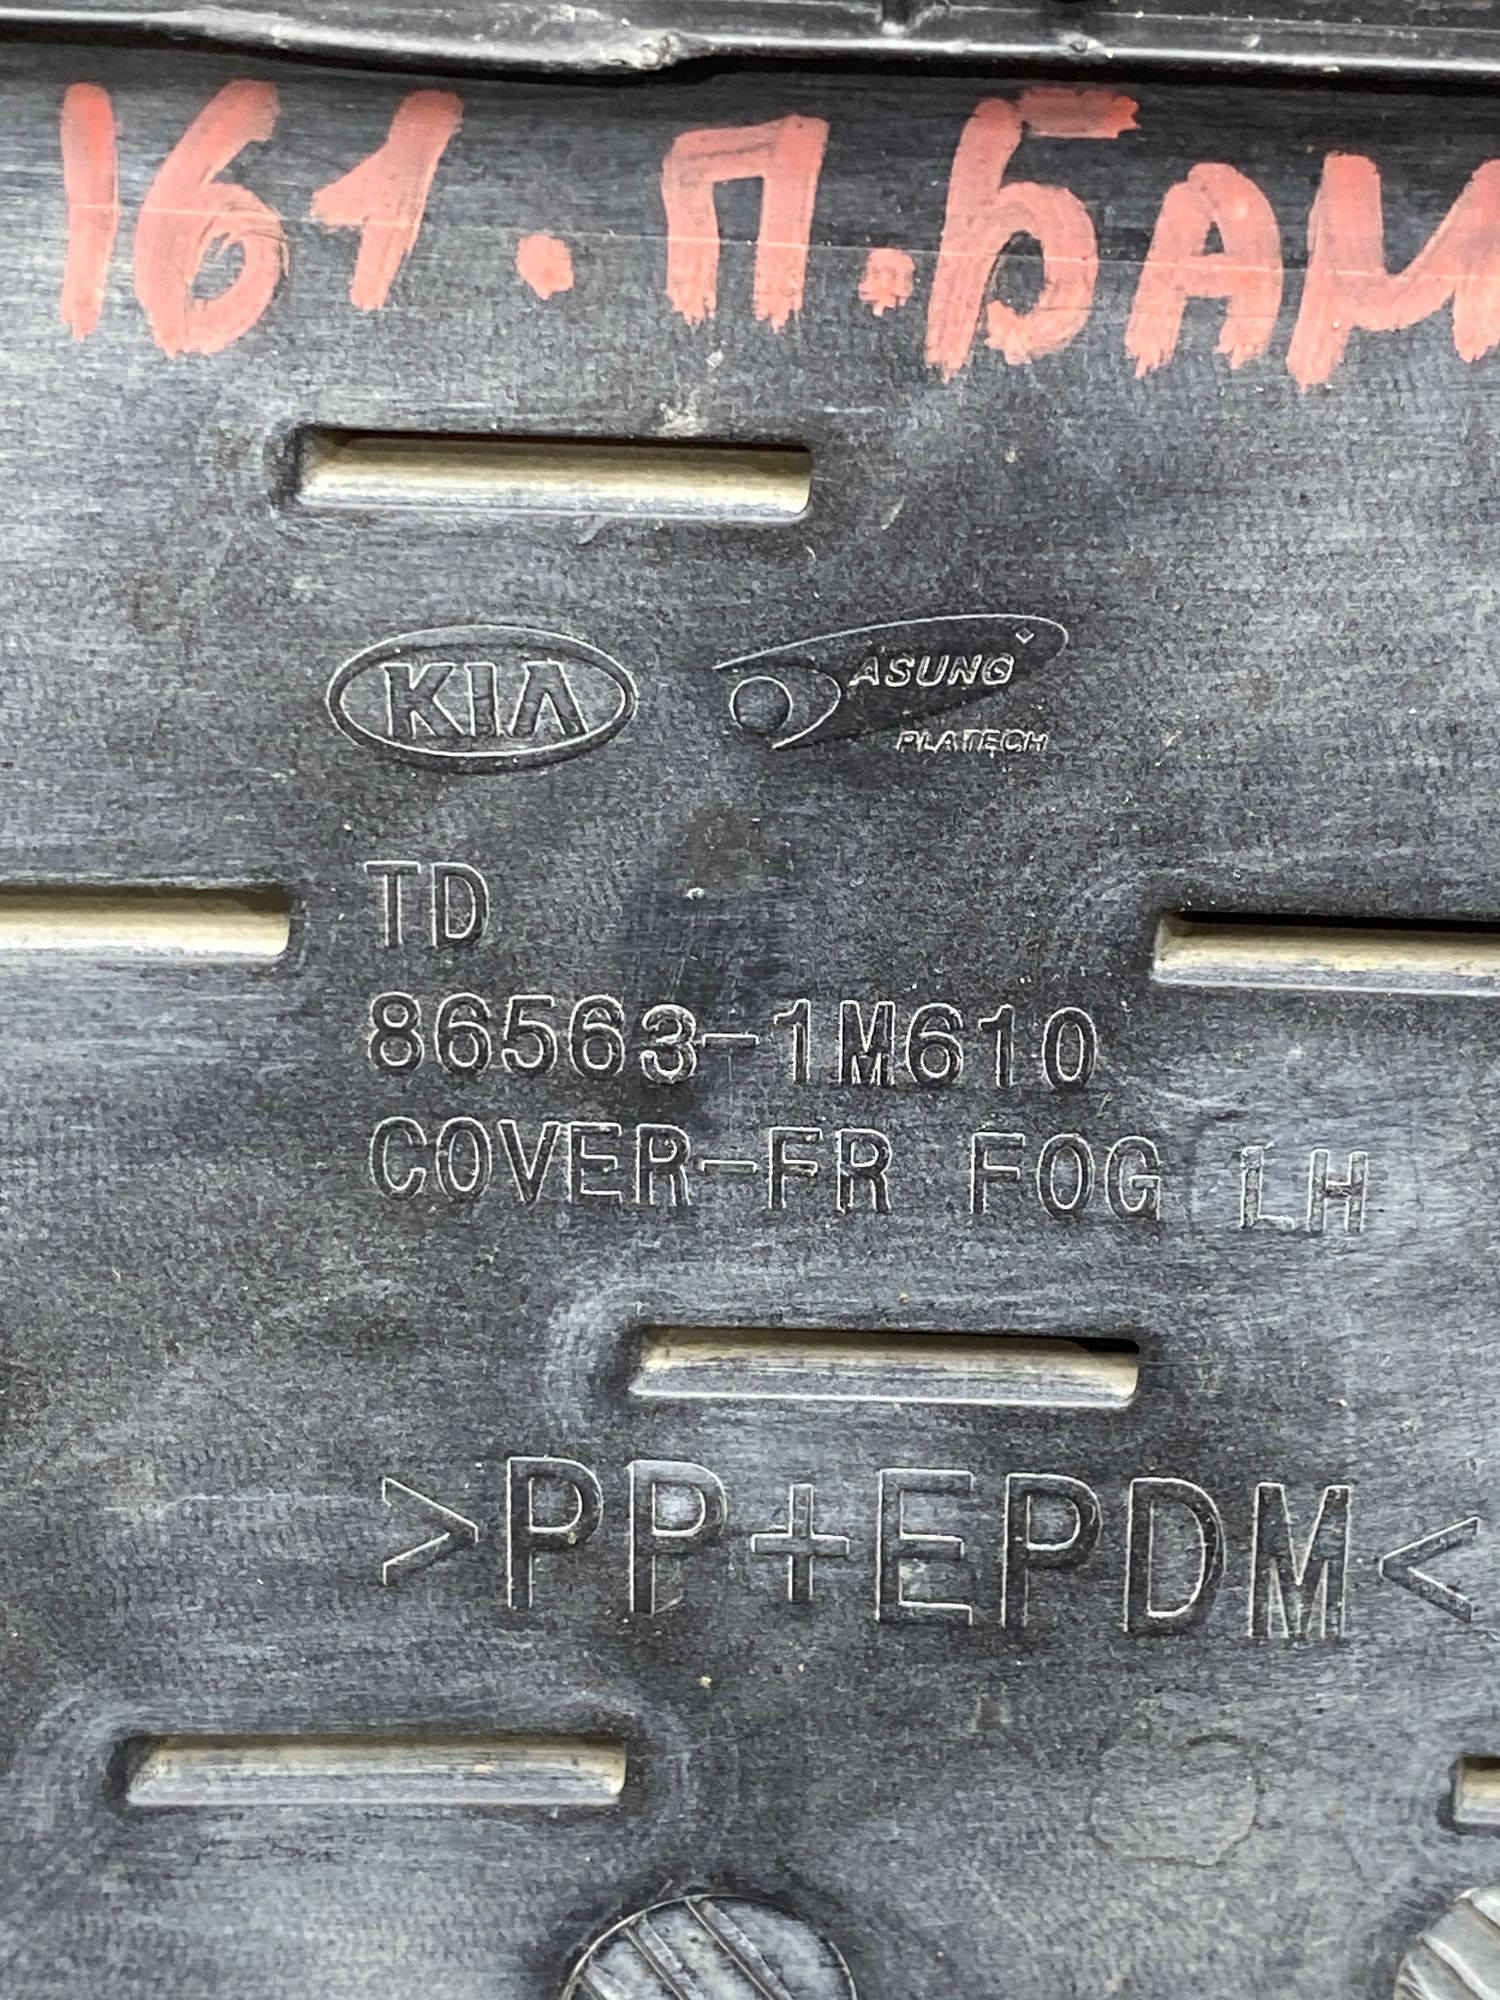 161.П.БАМ
KIA
ASUNG
PLATECH
TD
86563-1M610
COVER-FR FOG LH
>PP+EPDM<